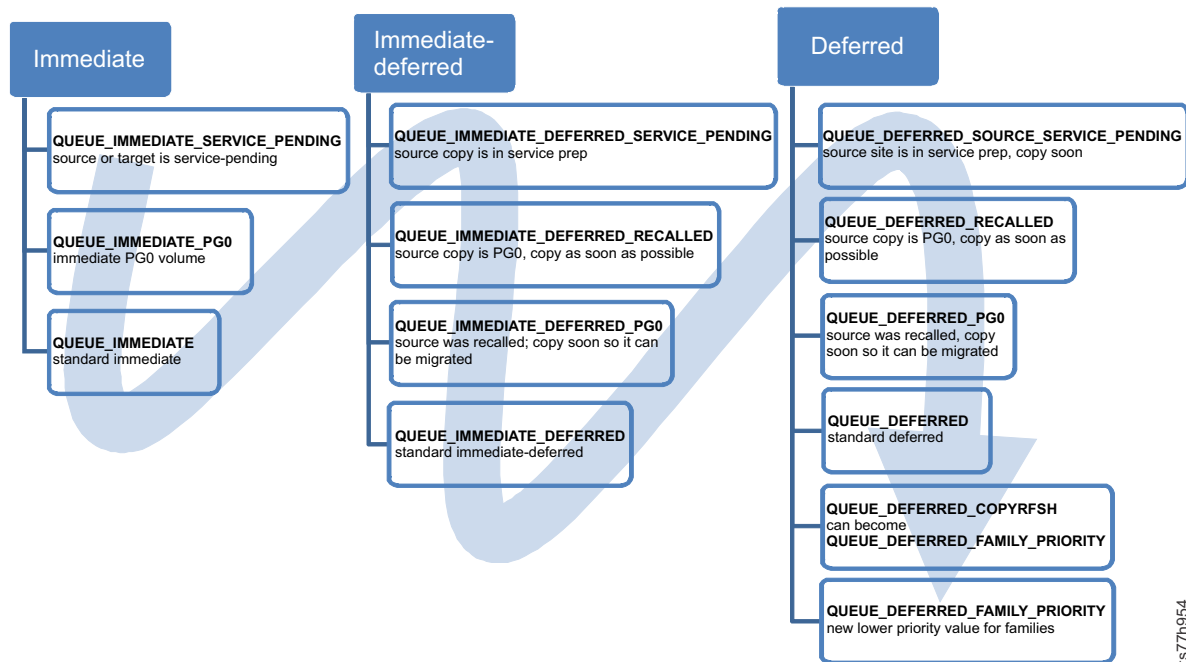 Immediate
QUEUE_IMMEDIATE_SERVICE_PENDING
source or target is service-pending
QUEUE_IMMEDIATE_PG0
immediate PG0 volume
QUEUE_IMMEDIATE
standard immediate
Immediate-
deferred
QUEUE_IMMEDIATE_DEFERRED_SERVICE_PENDING
source copy is in service prep
QUEUE_IMMEDIATE_DEFERRED_RECALLED
source copy is PG0, copy as soon as possible
QUEUE_IMMEDIATE_DEFERRED_PG0
source was recalled; copy soon so it can
be migrated
QUEUE_IMMEDIATE_DEFERRED
standard immediate-deferred
Deferred
QUEUE_DEFERRED_SOURCE_SERVICE_PENDING
source site is in service prep, copy soon
QUEUE_DEFERRED_RECALLED
source copy is PG0, copy as soon as
possible
QUEUE_DEFERRED_PG0
source was recalled, copy
soon so it can be migrated
QUEUE_DEFERRED
standard deferred
QUEUE_DEFERRED_COPYRFSH
can become
QUEUE_DEFERRED_FAMILY_PRIORITY
QUEUE_DEFERRED_FAMILY_PRIORITY
new lower priority value for families